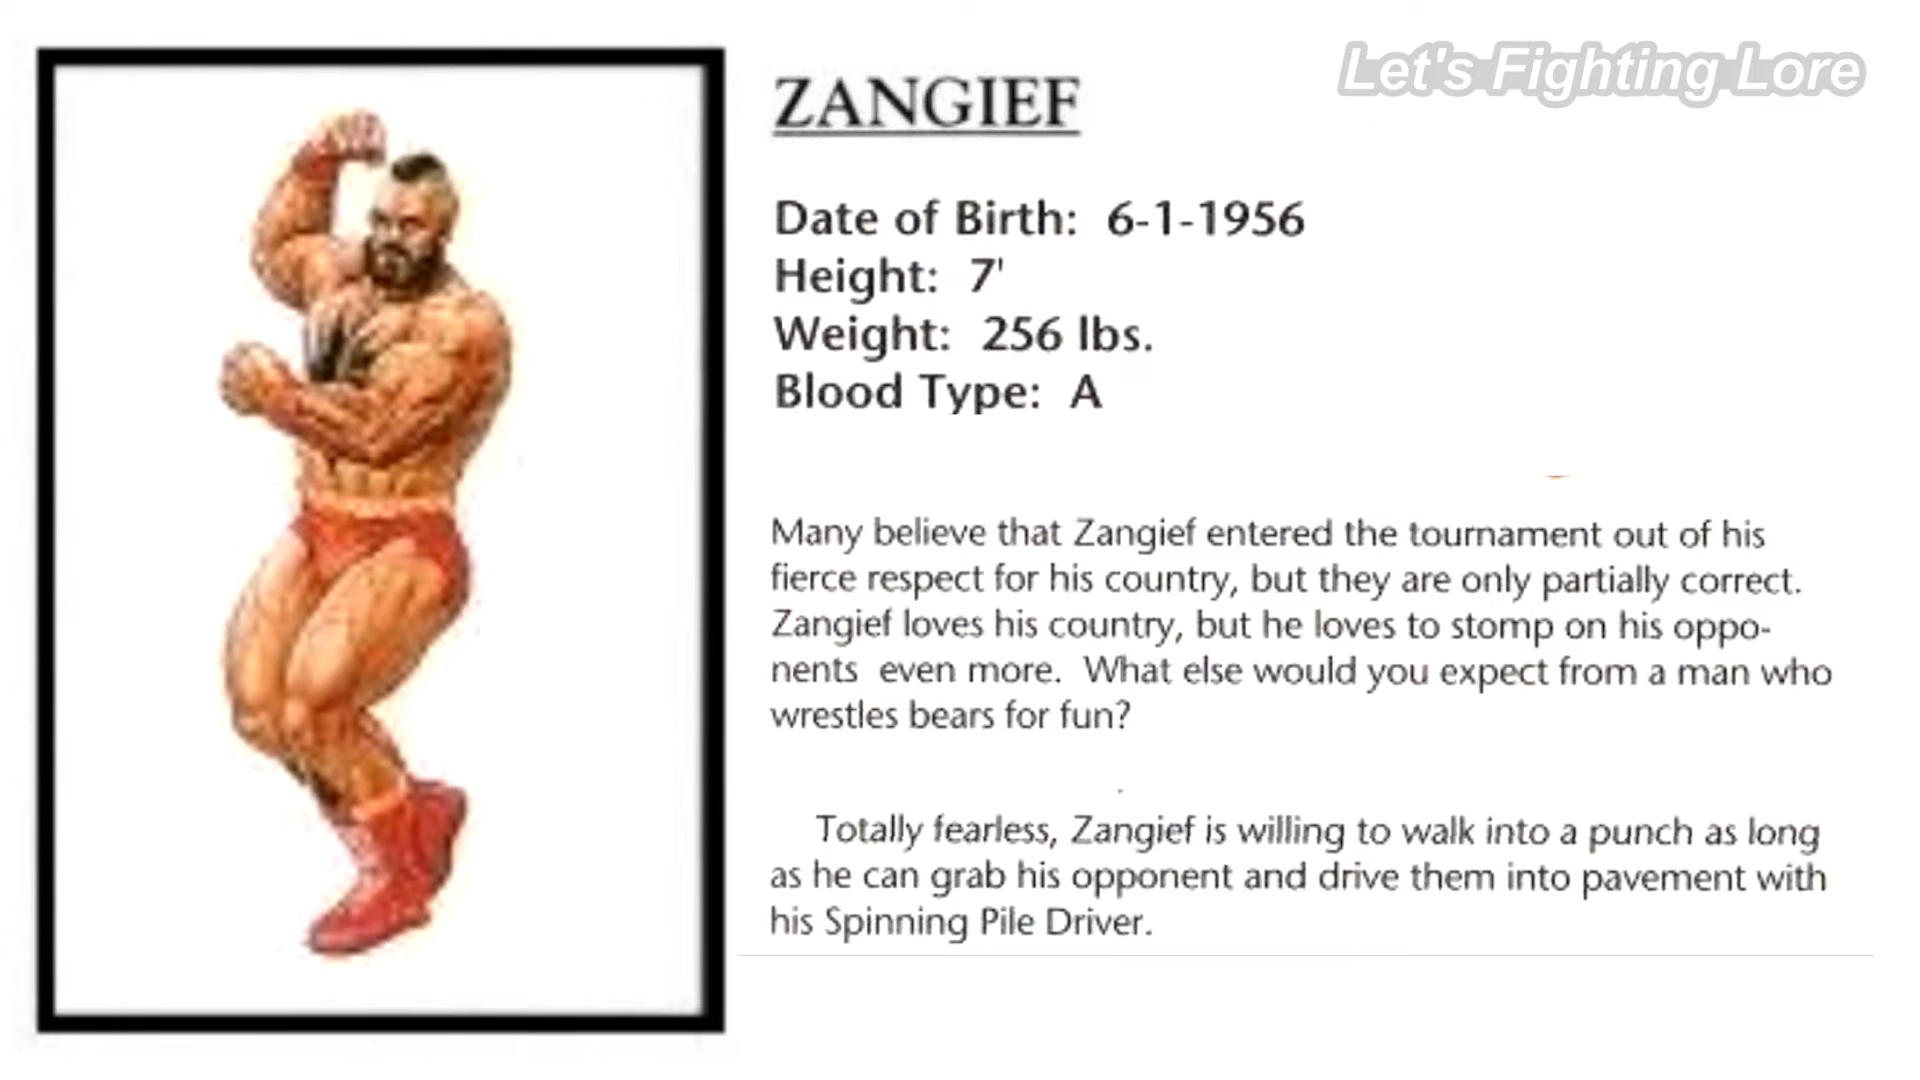 Let's Fighting Lore
ZANGIEF
Date of Birth: 6-1-1956
Height: 7'
Weight: 256 lbs.
Blood Type: A
Many believe that Zangief entered the tournament out of his
fierce respect for his country, but they are only partially correct.
Zangief loves his country, but he loves to stomp on his oppo-
nents even more. What else would you expect from a man who
wrestles bears for fun?
Totally fearless, Zangief is willing to walk into a punch as long
as he can grab his opponent and drive them into pavement with
his Spinning Pile Driver.